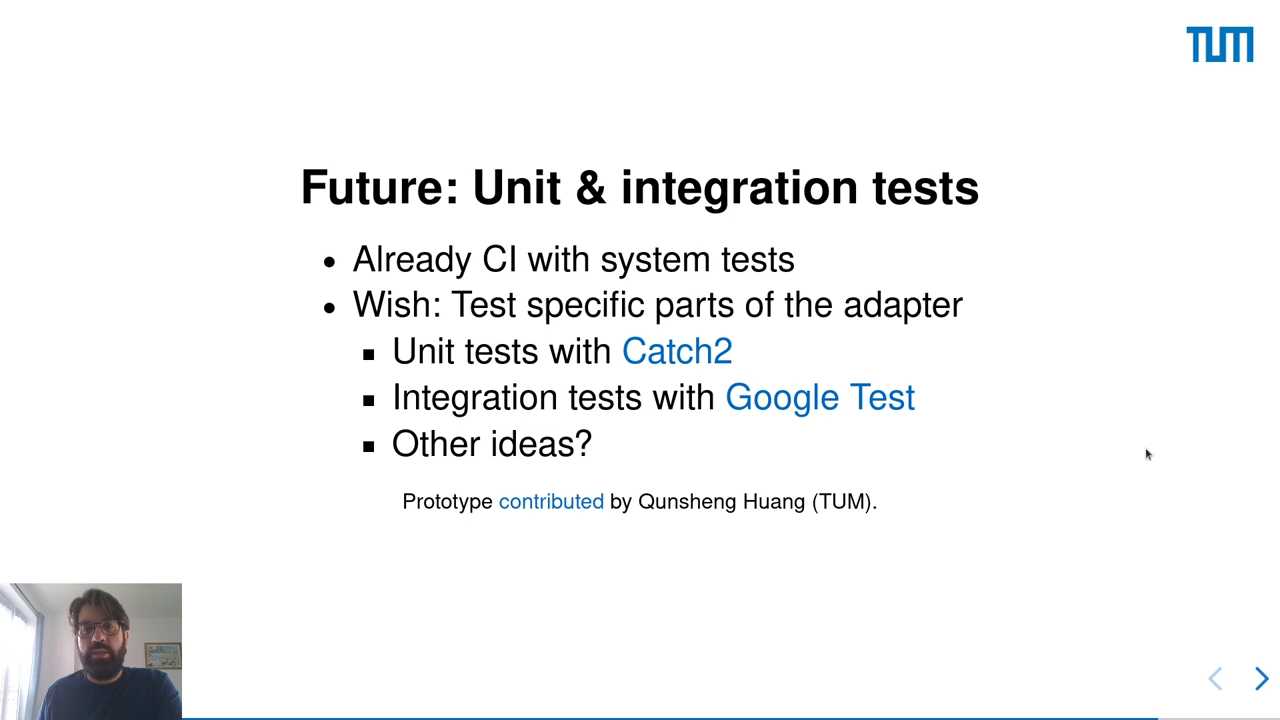 TUM
Future: Unit & integration tests
• Already CI with system tests
• Wish: Test specific parts of the adapter
▪ Unit tests with Catch2
▪ Integration tests with Google Test
▪ Other ideas?
Prototype contributed by Qunsheng Huang (TUM).